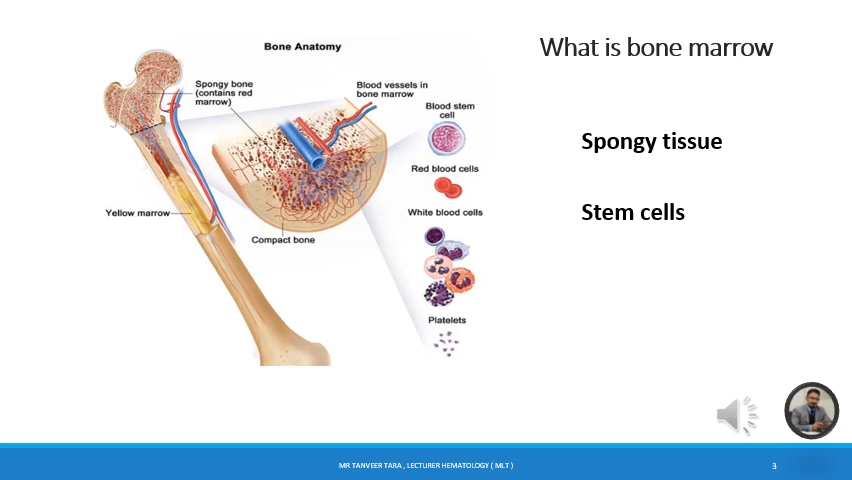 What is bone marrow
Bone Anatomy
Spongy bone
(contains red
marrow)
Blood vessels in
bone marrow
Blood stem
cell
Red blood cells
White blood cells
Platelets
Yellow marrow
Compact bone
Spongy tissue
Stem cells
MR TANVEER TARA , LECTURER HEMATOLOGY ( MLT )
3